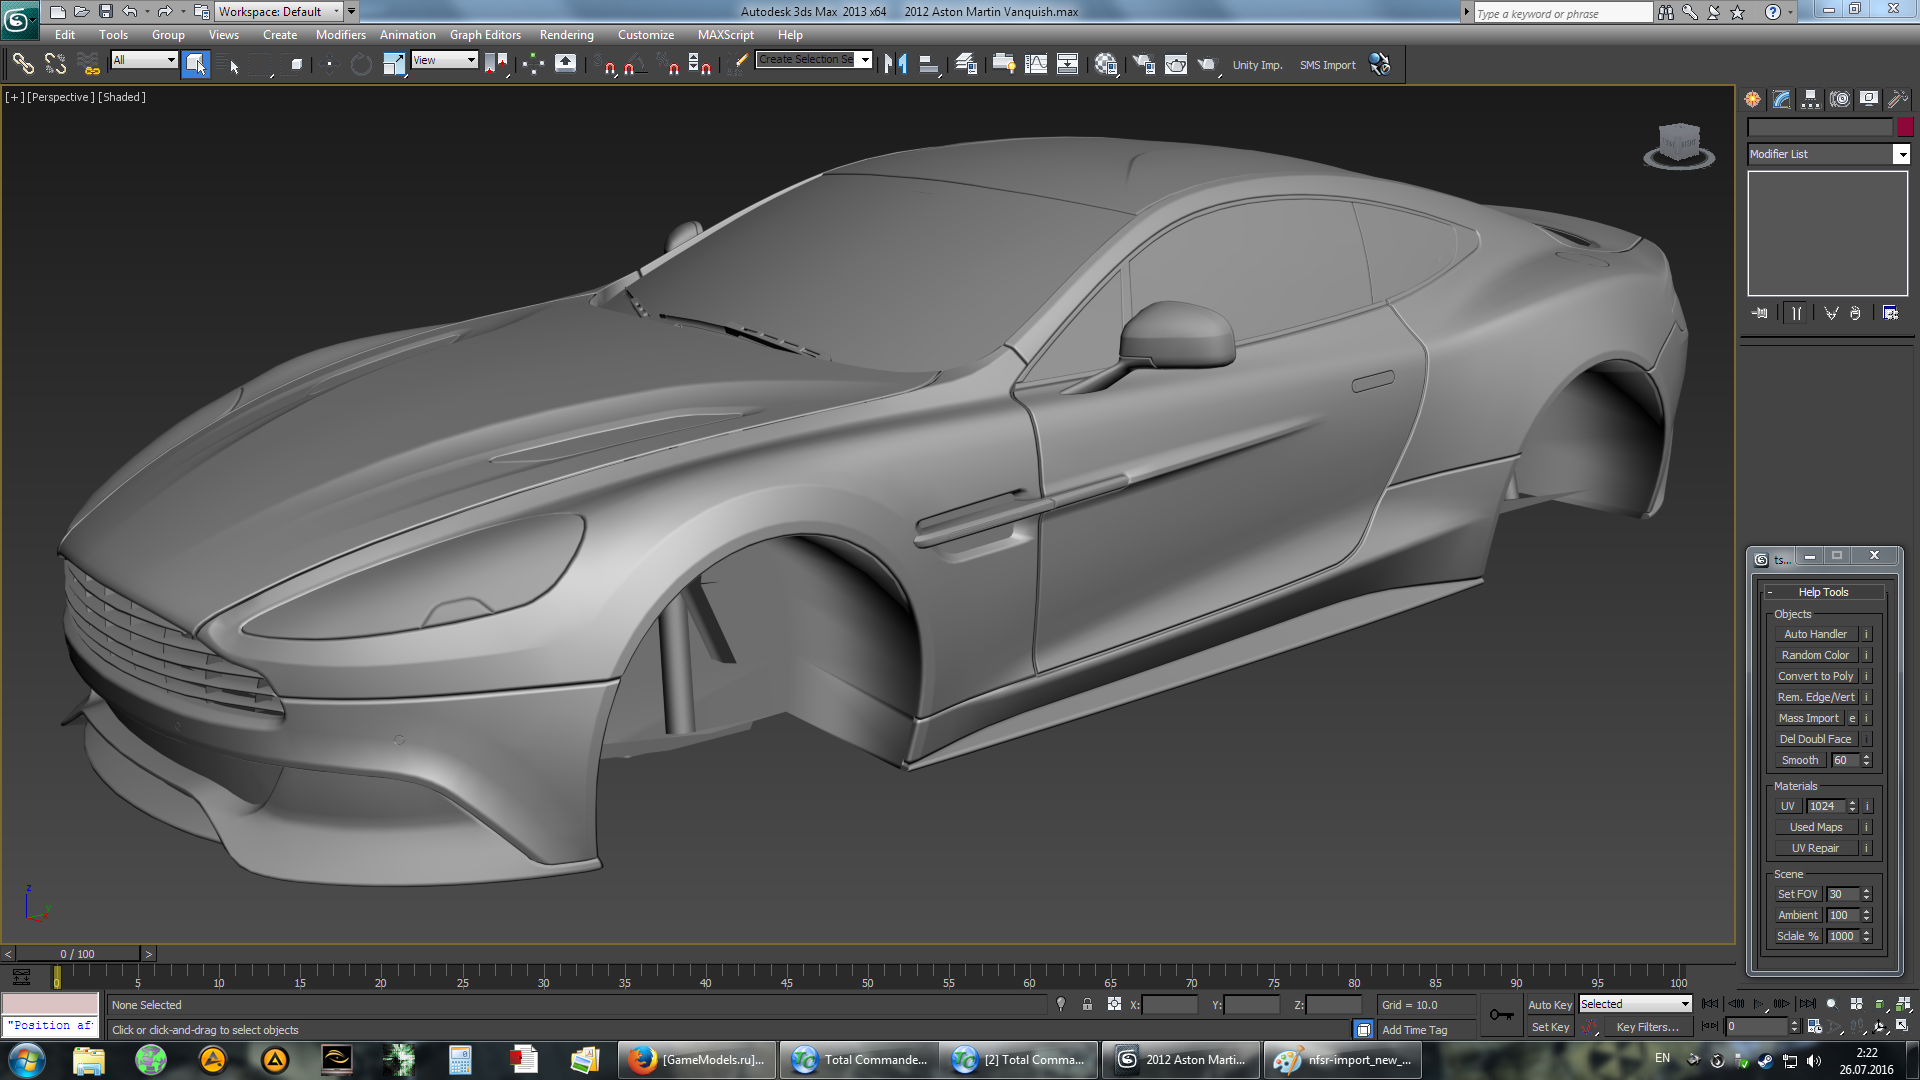 Workspace: Default
Autodesk 3ds Max 2013 x64 2012 Aston Martin Vanquish.max
Type a keyword or phrase
Edit Tools Group Views Create Modifiers Animation Graph Editors Rendering Customize MAXScript Help
All View Create Selection Se Unity Imp. SMS Import
[+] [Perspective] [Shaded]
Modifier List
ts...
- Help Tools
Objects
Auto Handler i
Random Color i
Convert to Poly i
Rem. Edge/Vert i
Mass Import e i
Del Doubl Face i
Smooth 60
Materials
UV 1024 i
Used Maps i
UV Repair i
Scene
Set FOV 30
Ambient 100
Sclale % 1000
z
< 0 / 100 >
0 5 10 15 20 25 30 35 40 45 50 55 60 65 70 75 80 85 90 95 100
None Selected X: Y: Z: Grid = 10.0 Auto Key Selected
"Position af Click or click-and-drag to select objects Add Time Tag Set Key Key Filters... 0
[GameModels.ru]... Total Commande... [2] Total Comma... 2012 Aston Marti... nfsr-import_new_... EN
2:22
26.07.2016